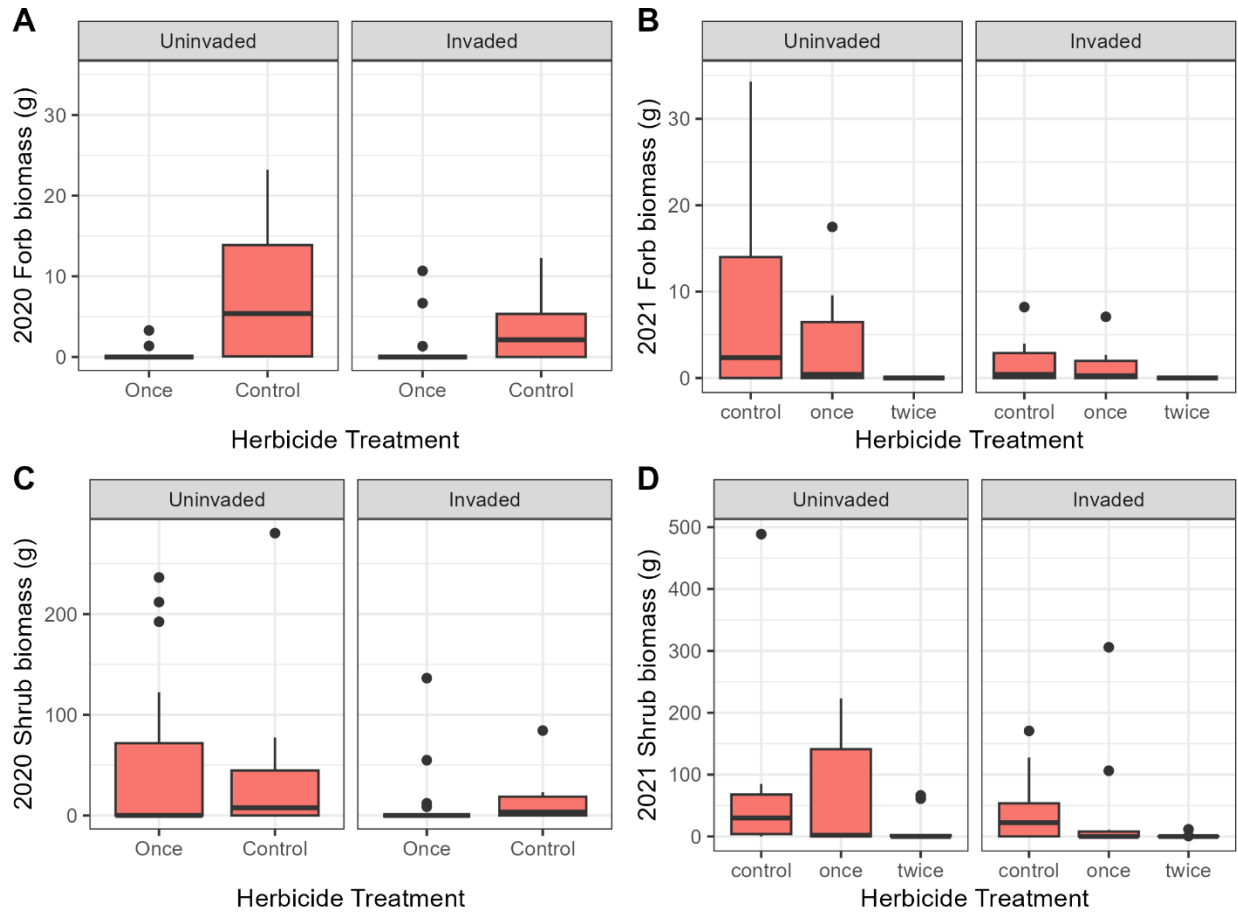 A
Uninvaded Invaded
2020 Forb biomass (g)
30
20
10
0
Once Control Once Control
Herbicide Treatment
B
Uninvaded Invaded
2021 Forb biomass (g)
30
20
10
0
control once twice control once twice
Herbicide Treatment
C
Uninvaded Invaded
2020 Shrub biomass (g)
200
100
0
Once Control Once Control
Herbicide Treatment
D
Uninvaded Invaded
2021 Shrub biomass (g)
500
400
300
200
100
0
control once twice control once twice
Herbicide Treatment